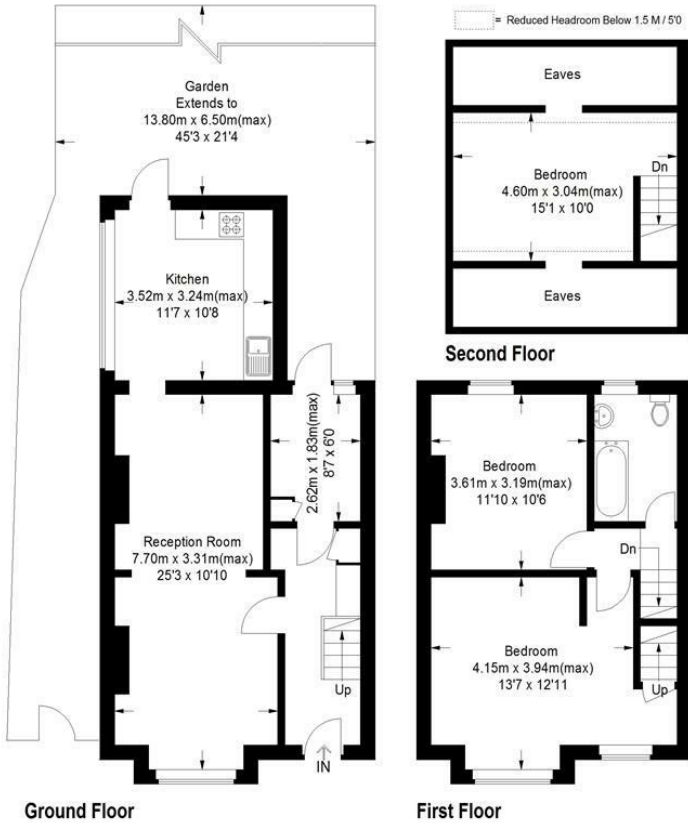 = Reduced Headroom Below 1.5 M / 5'0
Garden
Extends to
13.80m x 6.50m(max)
45'3 x 21'4
Kitchen
3.52m x 3.24m(max)
11'7 x 10'8
2.62m x 1.83m(max)
8'7 x 6'0
Reception Room
7.70m x 3.31m(max)
25'3 x 10'10
Up
IN
Ground Floor
Eaves
Bedroom
4.60m x 3.04m(max)
15'1 x 10'0
Dn
Eaves
Second Floor
Bedroom
3.61m x 3.19m(max)
11'10 x 10'6
Dn
Bedroom
4.15m x 3.94m(max)
13'7 x 12'11
Up
First Floor